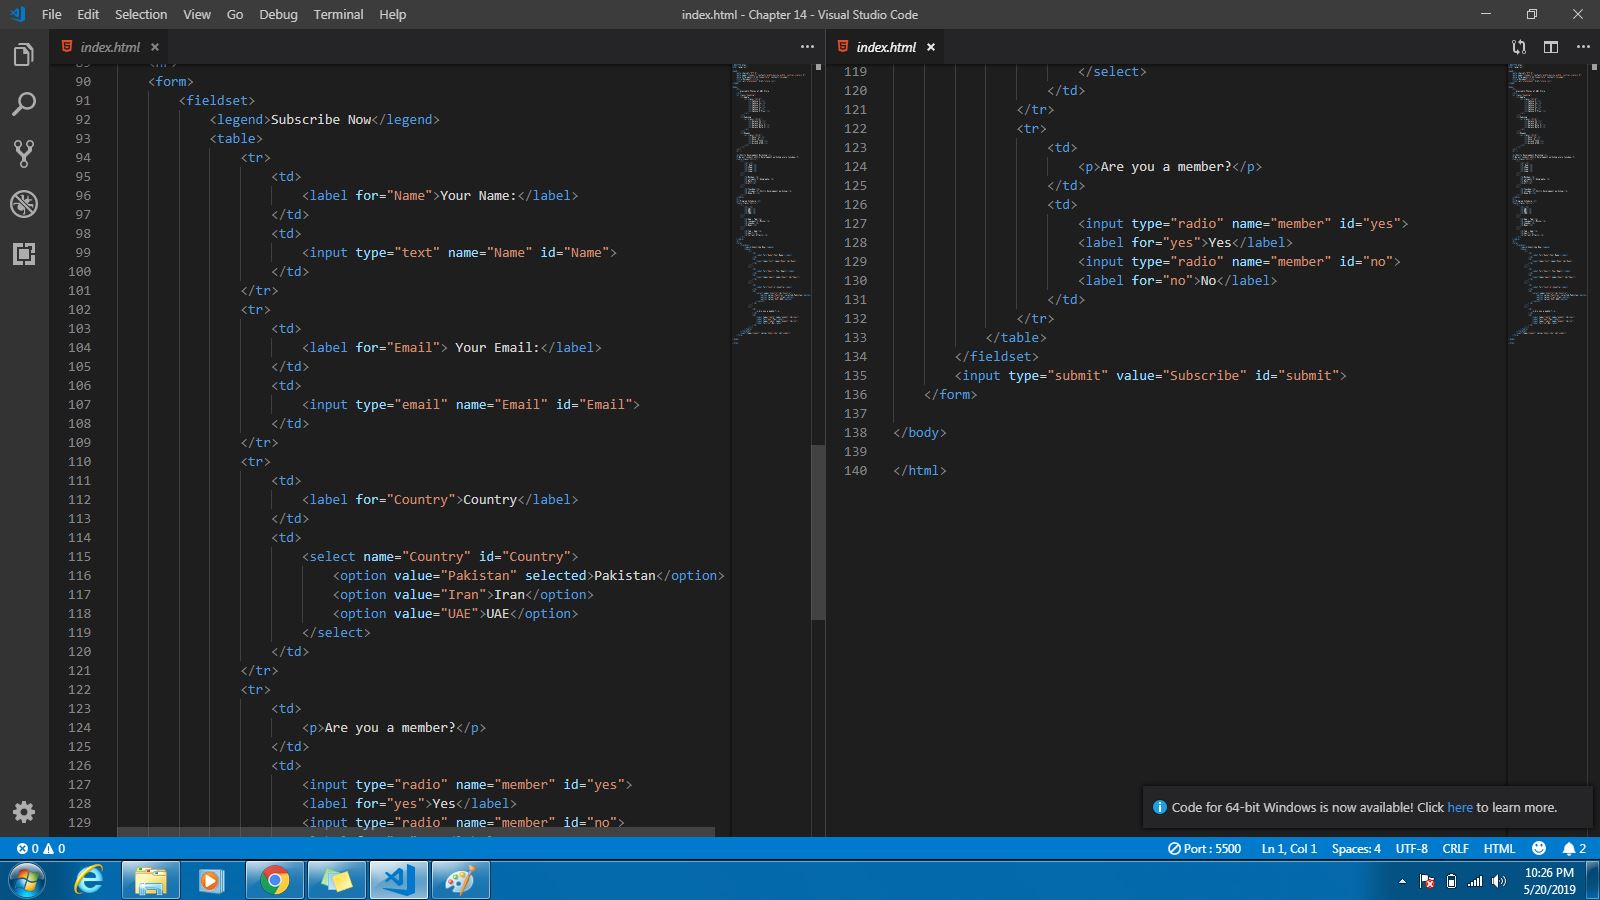 File Edit Selection View Go Debug Terminal Help
index.html - Chapter 14 - Visual Studio Code
index.html
90 <form>
91 <fieldset>
92 <legend>Subscribe Now</legend>
93 <table>
94 <tr>
95 <td>
96 <label for="Name">Your Name:</label>
97 </td>
98 <td>
99 <input type="text" name="Name" id="Name">
100 </td>
101 </tr>
102 <tr>
103 <td>
104 <label for="Email"> Your Email:</label>
105 </td>
106 <td>
107 <input type="email" name="Email" id="Email">
108 </td>
109 </tr>
110 <tr>
111 <td>
112 <label for="Country">Country</label>
113 </td>
114 <td>
115 <select name="Country" id="Country">
116 <option value="Pakistan" selected>Pakistan</option>
117 <option value="Iran">Iran</option>
118 <option value="UAE">UAE</option>
119 </select>
120 </td>
121 </tr>
122 <tr>
123 <td>
124 <p>Are you a member?</p>
125 </td>
126 <td>
127 <input type="radio" name="member" id="yes">
128 <label for="yes">Yes</label>
129 <input type="radio" name="member" id="no">
index.html
119 </select>
120 </td>
121 </tr>
122 <tr>
123 <td>
124 <p>Are you a member?</p>
125 </td>
126 <td>
127 <input type="radio" name="member" id="yes">
128 <label for="yes">Yes</label>
129 <input type="radio" name="member" id="no">
130 <label for="no">No</label>
131 </td>
132 </tr>
133 </table>
134 </fieldset>
135 <input type="submit" value="Subscribe" id="submit">
136 </form>
137
138 </body>
139
140 </html>
Code for 64-bit Windows is now available! Click here to learn more.
0 0
Port : 5500 Ln 1, Col 1 Spaces: 4 UTF-8 CRLF HTML 2
10:26 PM
5/20/2019